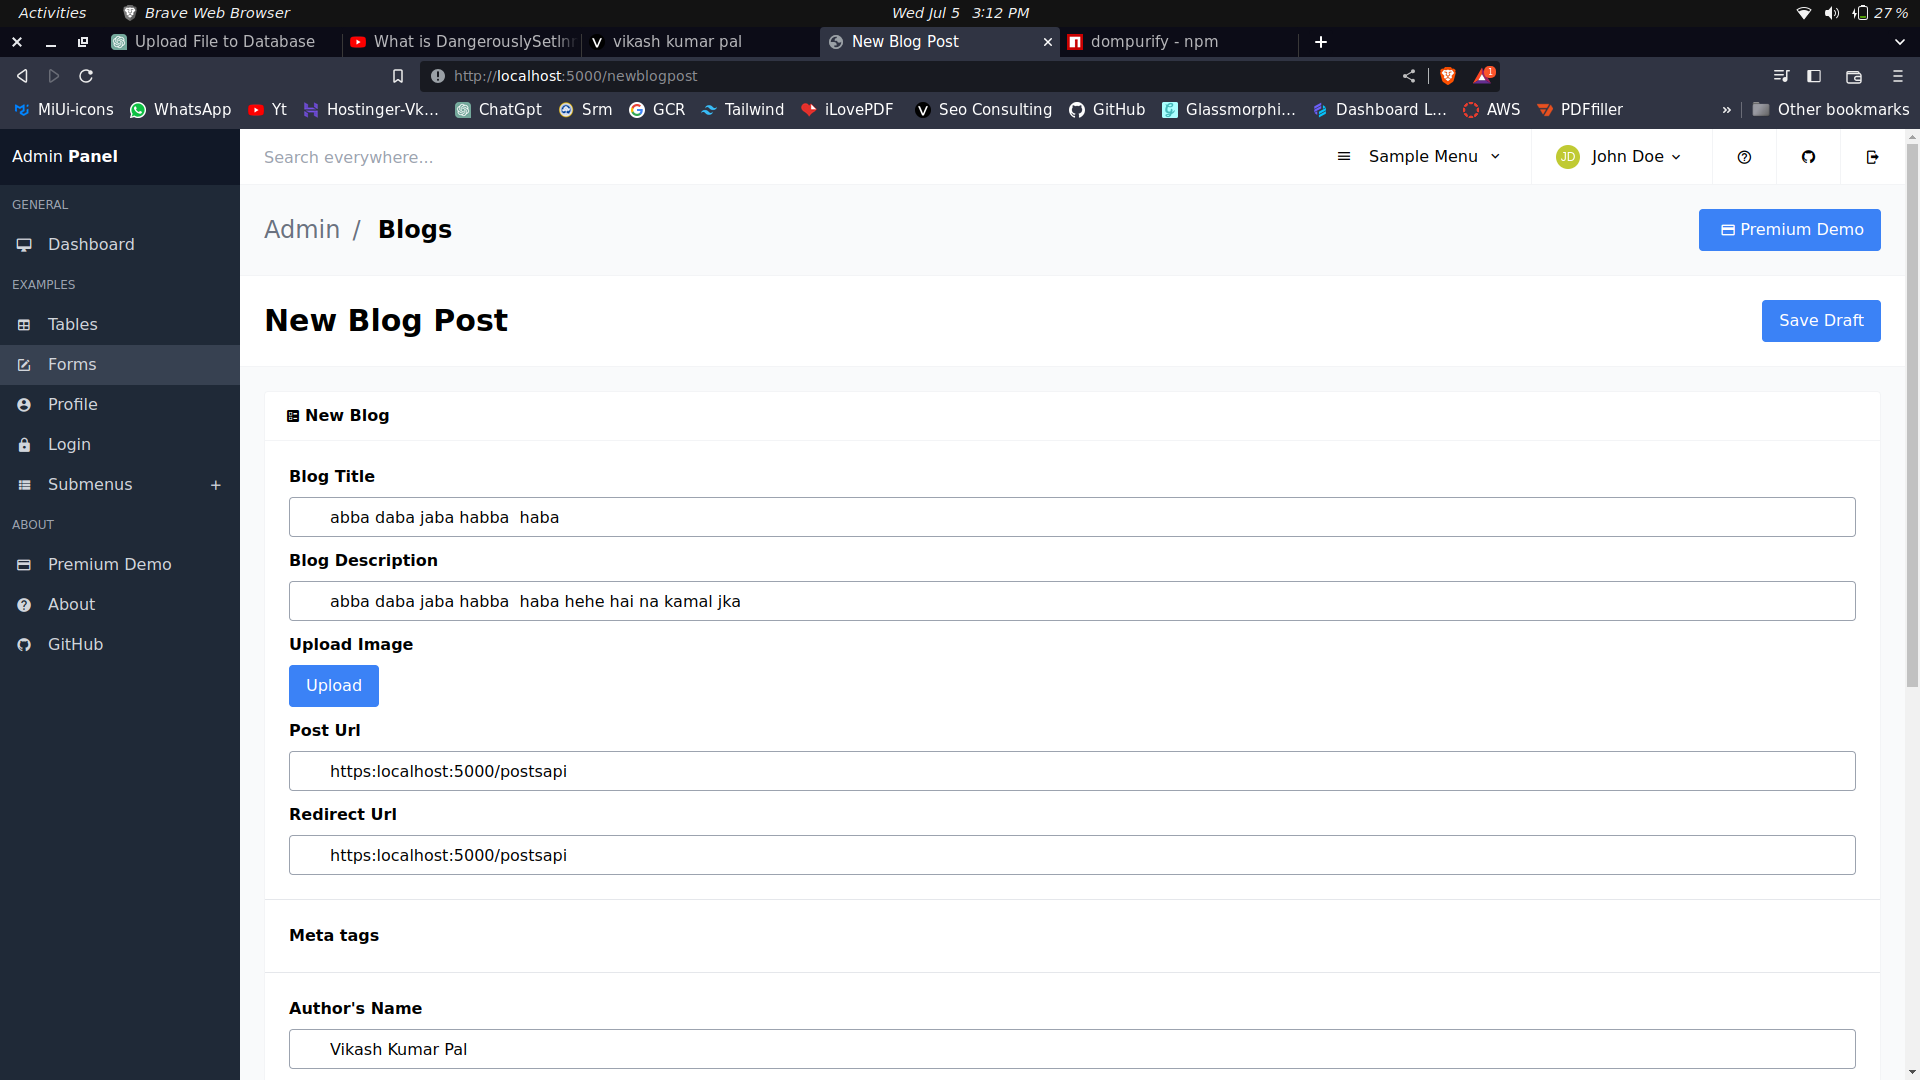 Activities Brave Web Browser Wed Jul 5 3:12 PM 27 %
Upload File to Database What is DangerouslySetInn vikash kumar pal New Blog Post dompurify - npm
http://localhost:5000/newblogpost 1
MiUi-icons WhatsApp Yt Hostinger-Vk... ChatGpt Srm GCR Tailwind iLovePDF Seo Consulting GitHub Glassmorphi... Dashboard L... AWS PDFfiller » Other bookmarks
Admin Panel
Search everywhere...
Sample Menu
JD John Doe
GENERAL
Dashboard
EXAMPLES
Tables
Forms
Profile
Login
Submenus +
ABOUT
Premium Demo
About
GitHub
Admin / Blogs
Premium Demo
New Blog Post
Save Draft
New Blog
Blog Title
abba daba jaba habba  haba
Blog Description
abba daba jaba habba  haba hehe hai na kamal jka
Upload Image
Upload
Post Url
https:localhost:5000/postsapi
Redirect Url
https:localhost:5000/postsapi
Meta tags
Author's Name
Vikash Kumar Pal